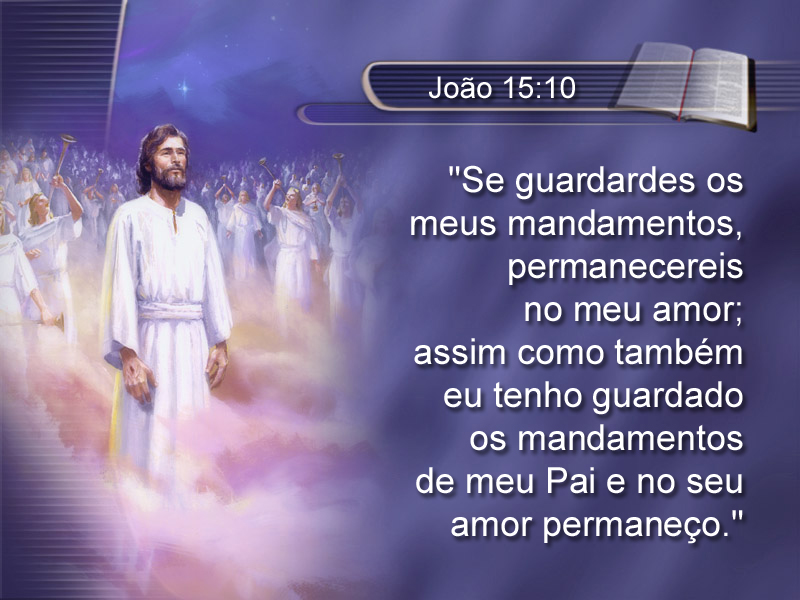 João 15:10
"Se guardardes os
meus mandamentos,
permanecereis
no meu amor;
assim como também
eu tenho guardado
os mandamentos
de meu Pai e no seu
amor permaneço."